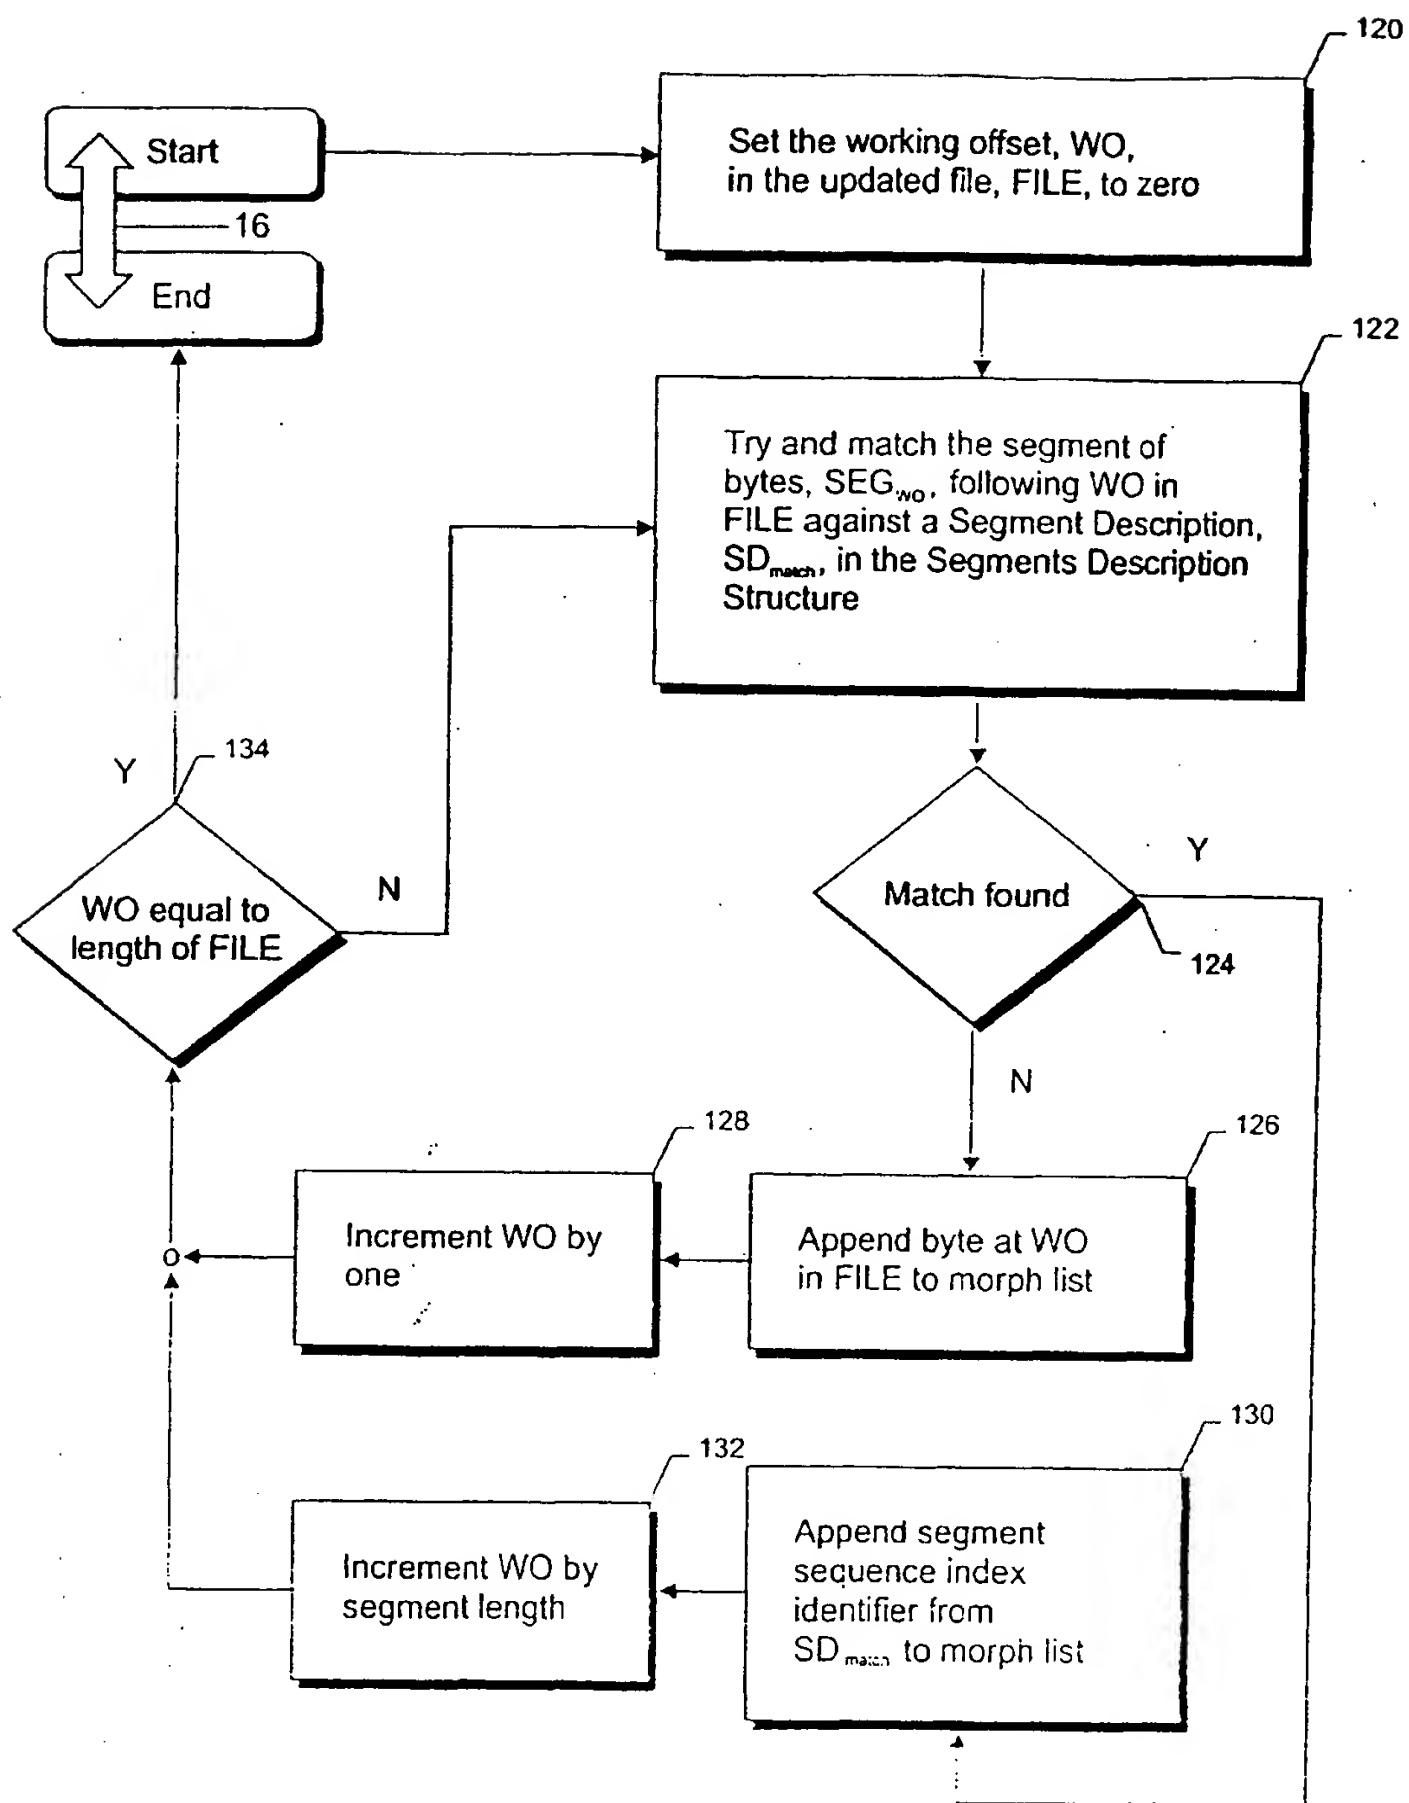 120
Start
Set the working offset, WO,
in the updated file, FILE, to zero
16
End
122
Try and match the segment of
bytes, SEGwo, following WO in
FILE against a Segment Description,
SDmatch, in the Segments Description
Structure
134
Y
Y
N
Match found
WO equal to
length of FILE
124
N
128
126
Increment WO by
one
Append byte at WO
in FILE to morph list
130
132
Append segment
sequence index
identifier from
SDmatch to morph list
Increment WO by
segment length